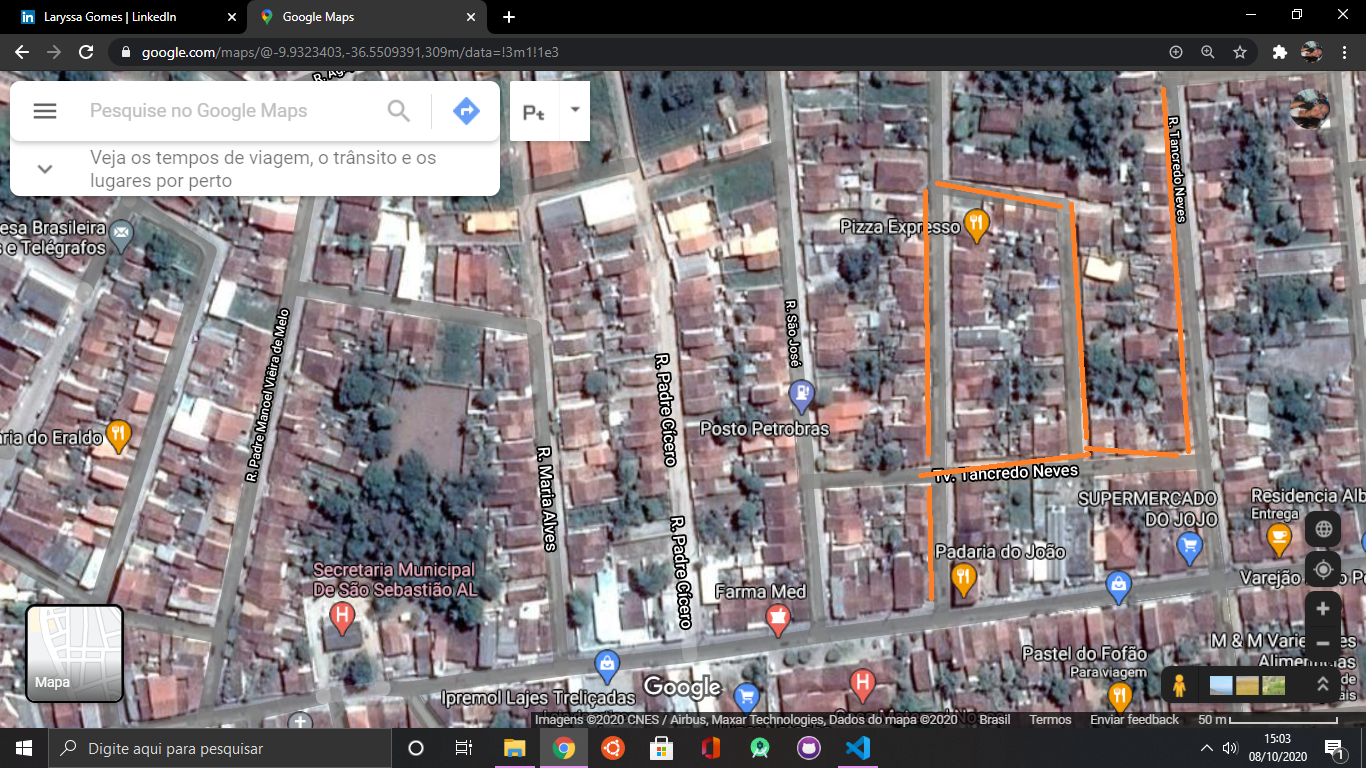 Laryssa Gomes | LinkedIn
Google Maps
google.com/maps/@-9.9323403,-36.5509391,309m/data=!3m1!1e3
Pesquise no Google Maps
Veja os tempos de viagem, o trânsito e os
lugares por perto
R. Tancredo Neves
esa Brasileira
s e Telégrafos
Pizza Expresso
R. Padre Manoel Viêira de Melo
R. São José
R. Padre Cícero
Posto Petrobras
ria do Eraldo
R. Maria Alves
Tv. Tancredo Neves
SUPERMERCADO
DO JOJO
Residencia Alb
Entrega
R. Padre Cícero
Padaria do João
Secretaria Municipal
De São Sebastião AL
Farma Med
Varejão
Pastel do Fofão
Para viagem
M & M Varie
es
Alimen
Mapa
Ipremol Lajes Treliçadas
Google
Imagens ©2020 CNES / Airbus, Maxar Technologies, Dados do mapa ©2020
Brasil
Termos
Enviar feedback
50 m
Digite aqui para pesquisar
15:03
08/10/2020
1